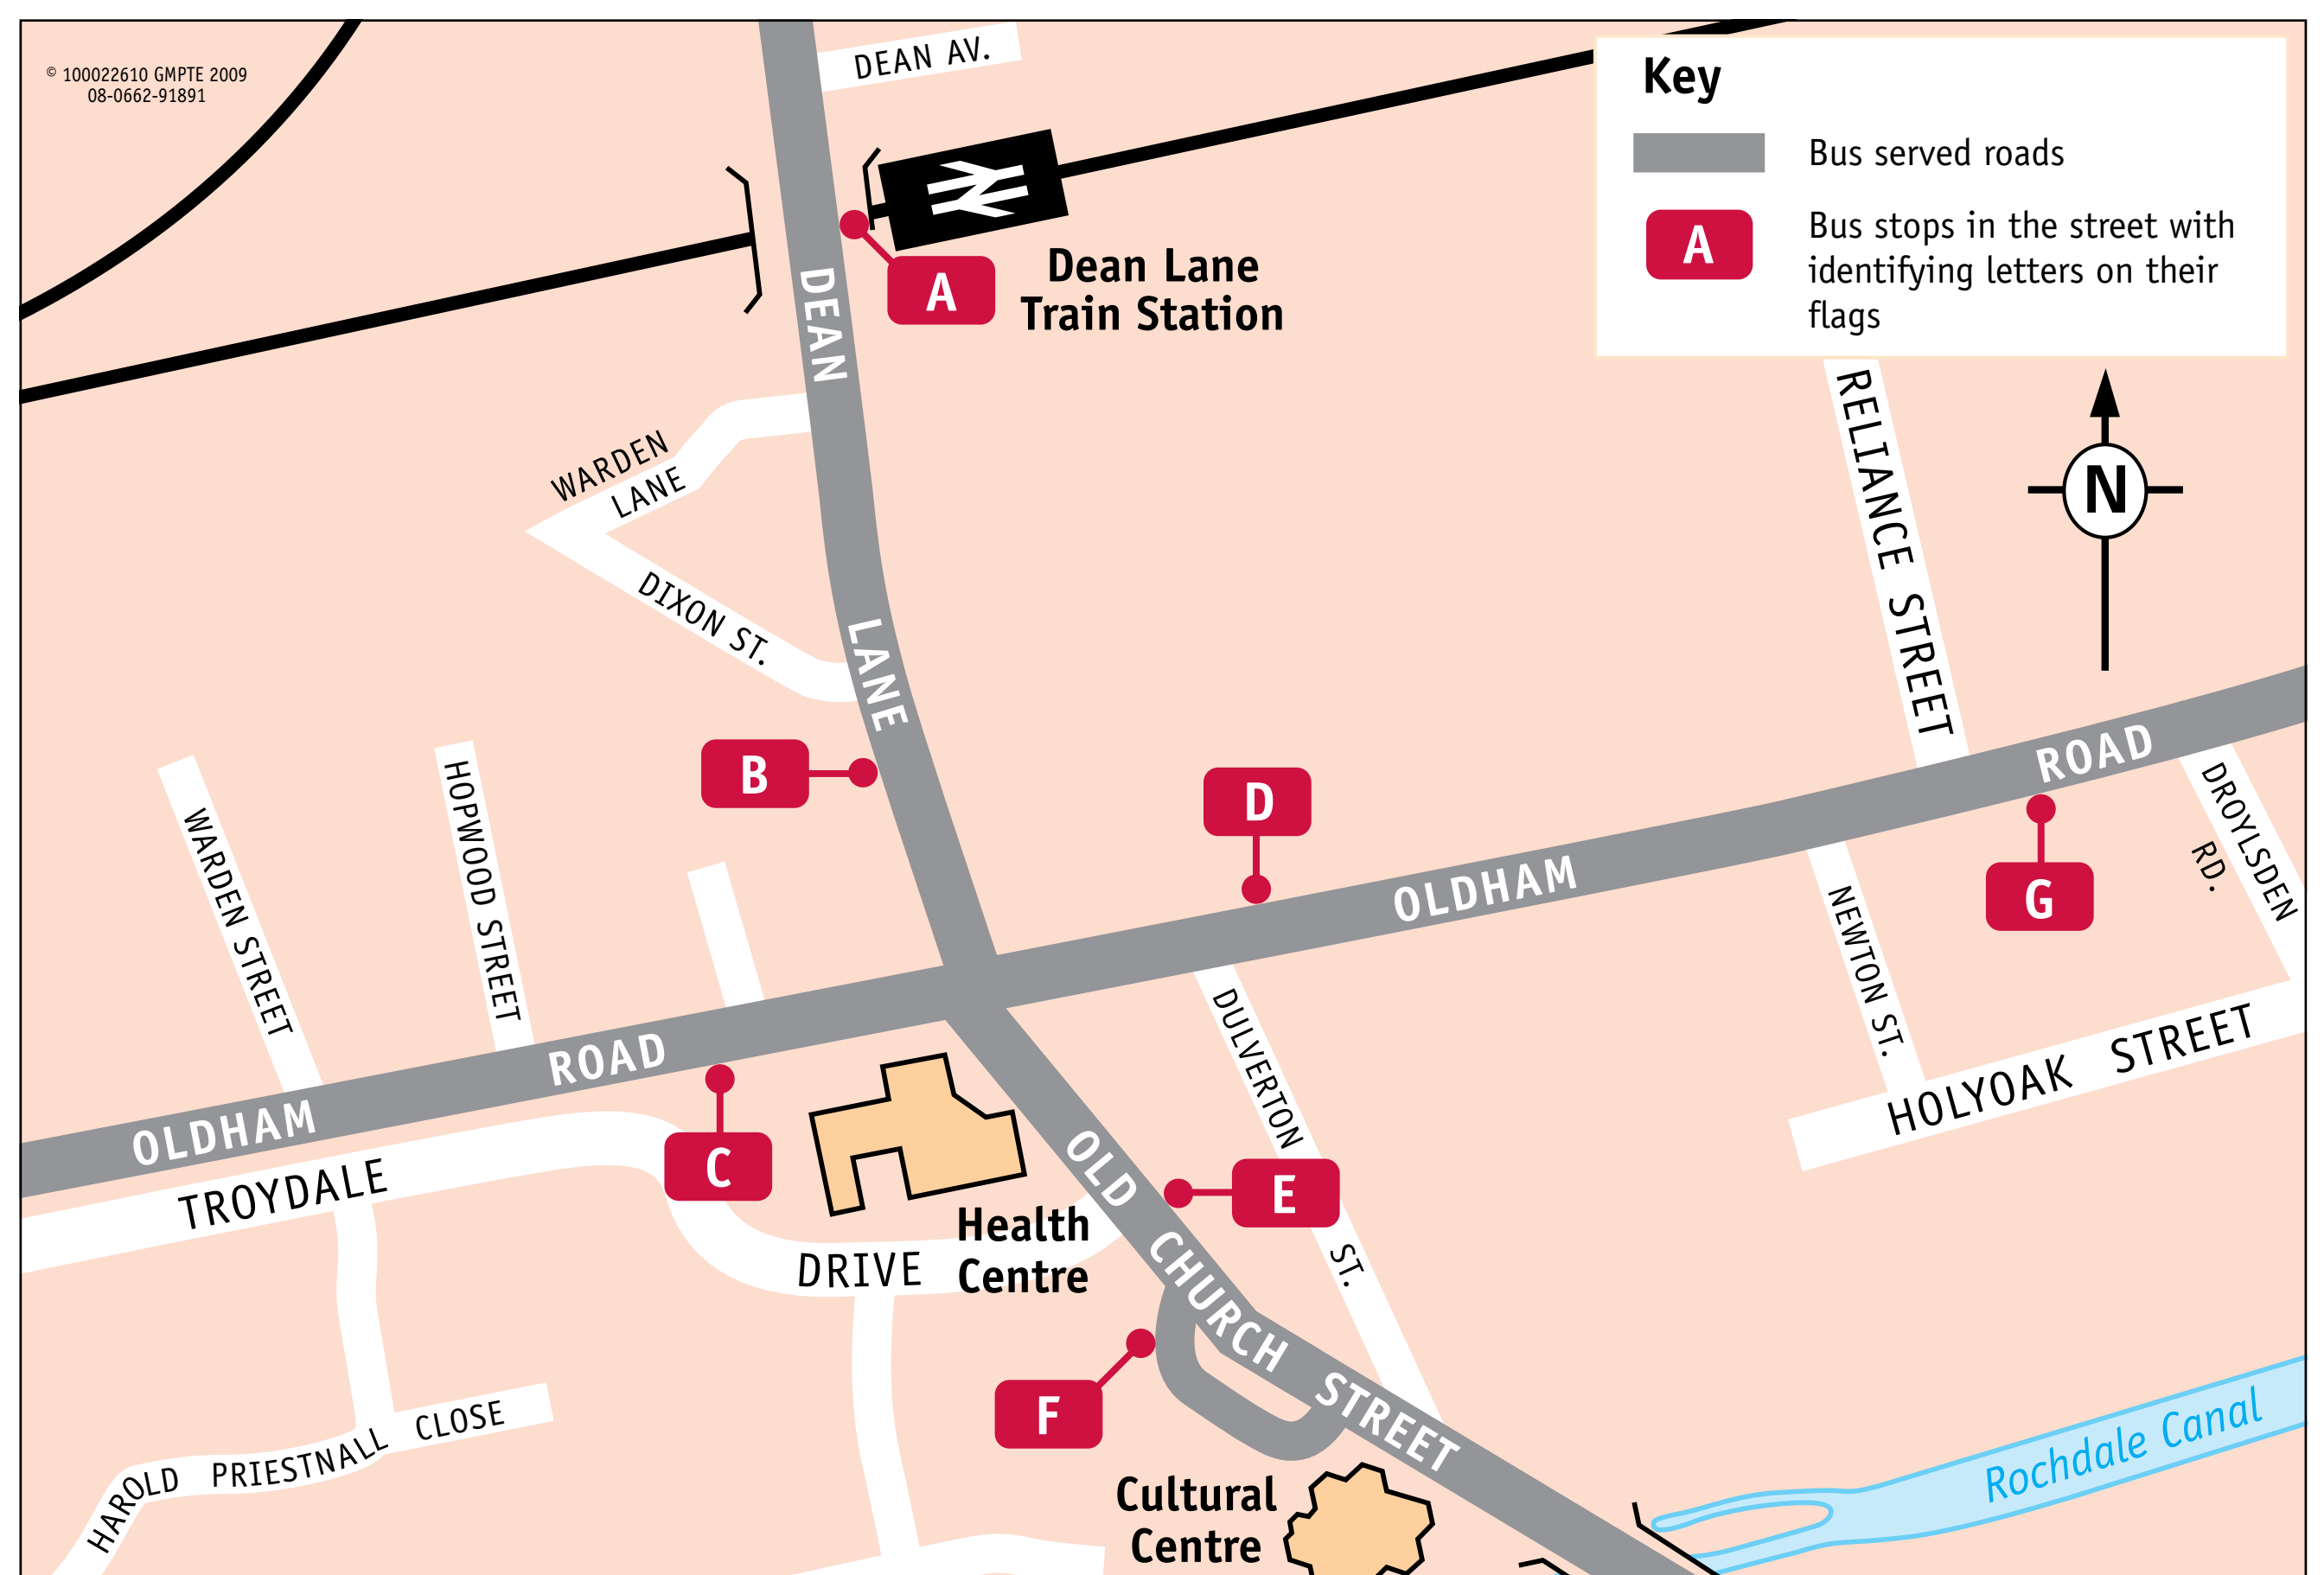 © 100022610 GMPTE 2009
08-0662-91891
DEAN AV.
Key
Bus served roads
A
Bus stops in the street with
identifying letters on their
flags
A
Dean Lane
Train Station
DEAN
LANE
WARDEN
LANE
DIXON ST.
RELIANCE STREET
N
B
D
ROAD
OLDHAM
G
DROYLSDEN
RD.
WARDEN STREET
HOPWOOD STREET
NEWTON ST.
HOLYOAK STREET
ROAD
OLDHAM
TROYDALE
C
DULVERTON
ST.
OLD CHURCH STREET
E
Health
Centre
DRIVE
F
HAROLD PRIESTNALL CLOSE
Cultural
Centre
Rochdale Canal